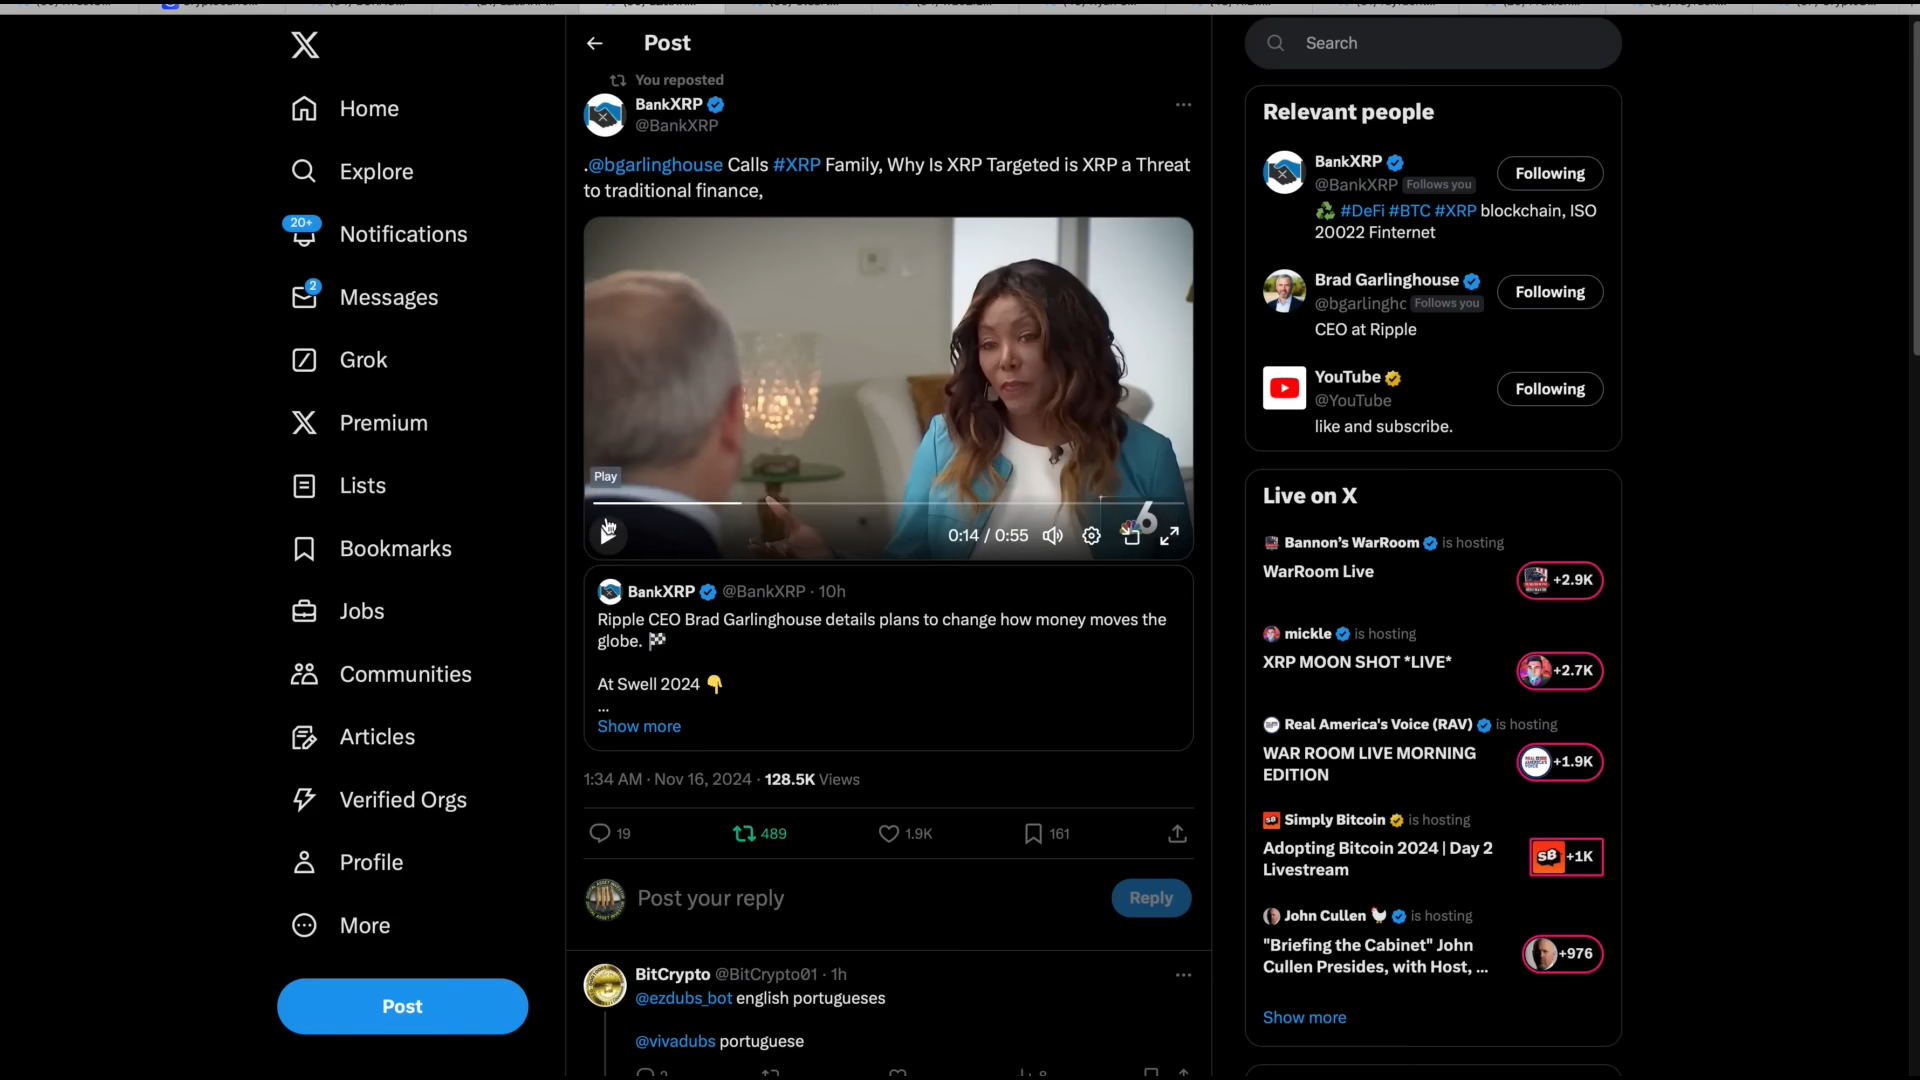 Home
Explore
20+
Notifications
2
Messages
Grok
Premium
Lists
Bookmarks
Jobs
Communities
Articles
Verified Orgs
Profile
More
Post
Post
You reposted
BankXRP
@BankXRP
.@bgarlinghouse Calls #XRP Family, Why Is XRP Targeted is XRP a Threat
to traditional finance,
Play
0:14 / 0:55
6
BankXRP @BankXRP · 10h
Ripple CEO Brad Garlinghouse details plans to change how money moves the
globe.
At Swell 2024
...
Show more
1:34 AM · Nov 16, 2024 · 128.5K Views
19 489 1.9K 161
Post your reply
Reply
BitCrypto @BitCrypto01 · 1h
@ezdubs_bot english portugueses
@vivadubs portuguese
Search
Relevant people
BankXRP
@BankXRP Follows you
Following
#DeFi #BTC #XRP blockchain, ISO
20022 Finternet
Brad Garlinghouse
@bgarlinghc Follows you
Following
CEO at Ripple
YouTube
@YouTube
Following
like and subscribe.
Live on X
Bannon's WarRoom is hosting
WarRoom Live
+2.9K
mickle is hosting
XRP MOON SHOT *LIVE*
+2.7K
Real America's Voice (RAV) is hosting
WAR ROOM LIVE MORNING
EDITION
+1.9K
Simply Bitcoin is hosting
Adopting Bitcoin 2024 | Day 2
Livestream
SB +1K
John Cullen is hosting
"Briefing the Cabinet" John
Cullen Presides, with Host, ...
+976
Show more